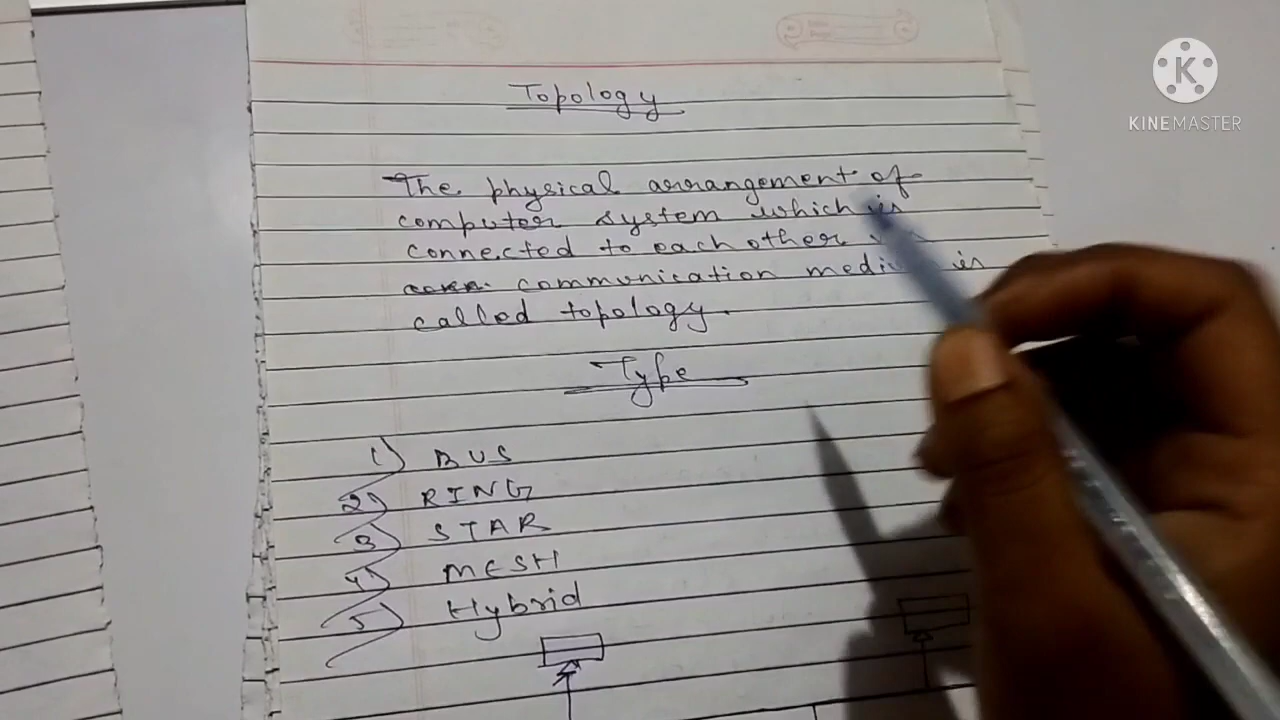 Topology
The physical arrangement of
computer system which is
connected to each other
communication medium is
called topology.
Type
1) BUS
2) RING
3) STAR
4) MESH
5) Hybrid
K
KINEMASTER